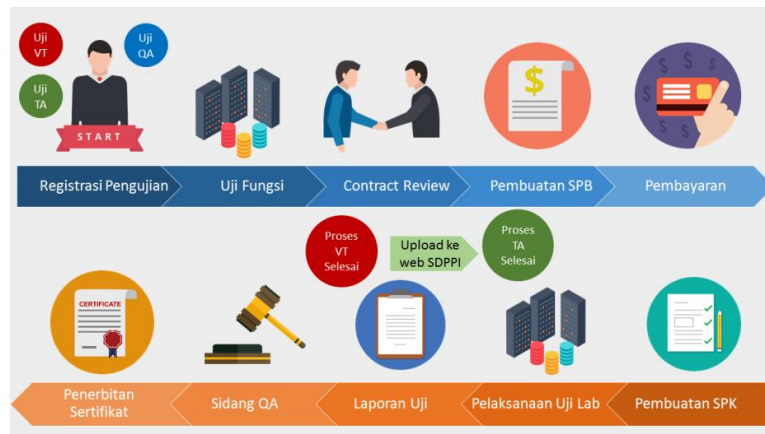 Uji
VT
Uji
QA
Uji
TA
START
$
Registrasi Pengujian
Uji Fungsi
Contract Review
Pembuatan SPB
Pembayaran
Proses
VT
Selesai
Upload ke
web SDPPI
Proses
TA
Selesai
CERTIFICATE
Penerbitan
Sertifikat
Sidang QA
Laporan Uji
Pelaksanaan Uji Lab
Pembuatan SPK